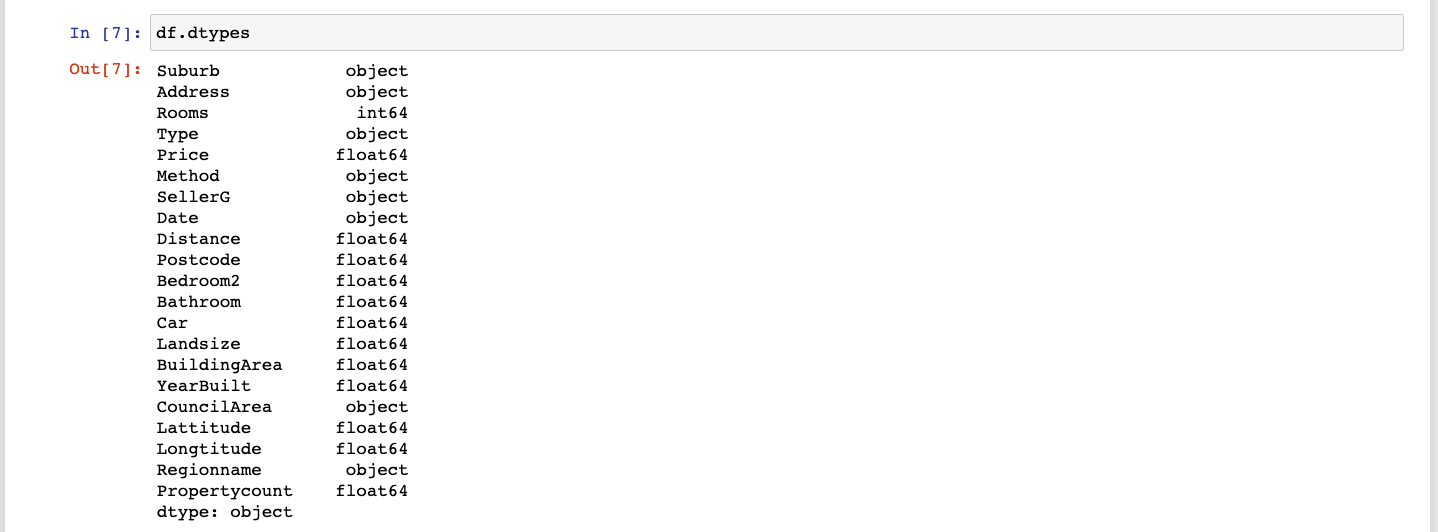 In [7]: df.dtypes
Out[7]: Suburb object
Address object
Rooms int64
Type object
Price float64
Method object
SellerG object
Date object
Distance float64
Postcode float64
Bedroom2 float64
Bathroom float64
Car float64
Landsize float64
BuildingArea float64
YearBuilt float64
CouncilArea object
Lattitude float64
Longtitude float64
Regionname object
Propertycount float64
dtype: object